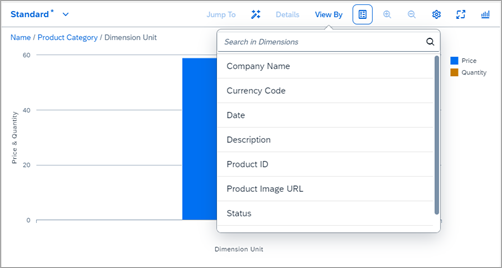 Standard *
Jump To
Details
View By
Name / Product Category / Dimension Unit
Search in Dimensions
Company Name
Currency Code
Date
Description
Product ID
Product Image URL
Status
Price
Quantity
60
40
20
0
Price & Quantity
Dimension Unit